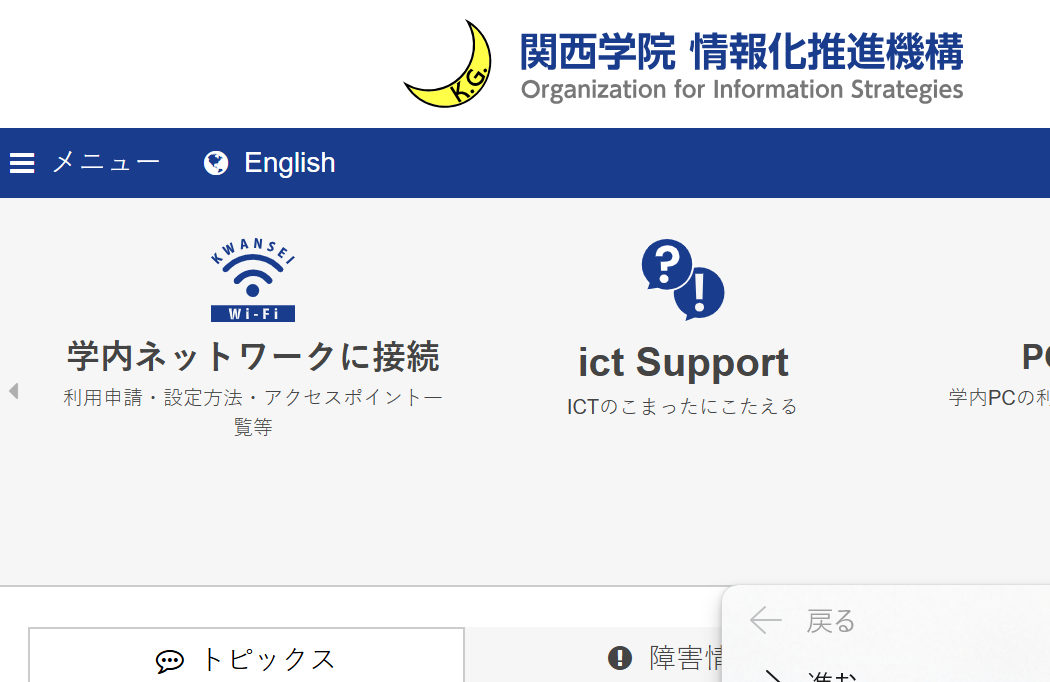 K.G.
関西学院 情報化推進機構
Organization for Information Strategies
メニュー English
KWANSEI
Wi-Fi
学内ネットワークに接続
利用申請・設定方法・アクセスポイント一
覧等
ict Support
ICTのこまったにこたえる
学内PCの利
戻る
トピックス
障害情
進む